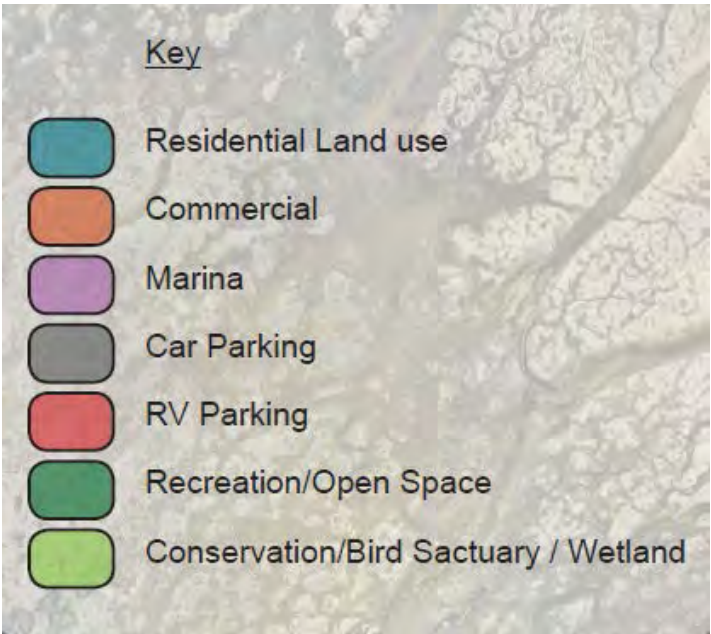 Key
Residential Land use
Commercial
Marina
Car Parking
RV Parking
Recreation/Open Space
Conservation/Bird Sactuary / Wetland